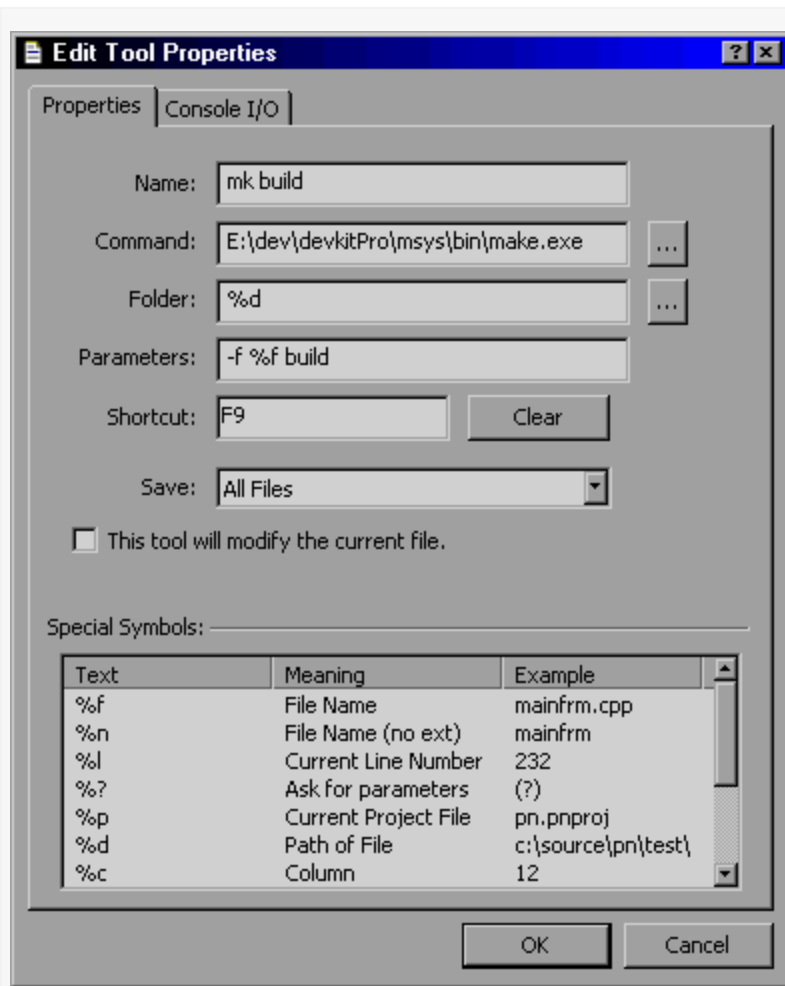 Edit Tool Properties
Properties Console I/O
Name: mk build
Command: E:\dev\devkitPro\msys\bin\make.exe ...
Folder: %d ...
Parameters: -f %f build
Shortcut: F9 Clear
Save: All Files
This tool will modify the current file.
Special Symbols:
Text Meaning Example
%f File Name mainfrm.cpp
%n File Name (no ext) mainfrm
%l Current Line Number 232
%? Ask for parameters (?)
%p Current Project File pn.pnproj
%d Path of File c:\source\pn\test\
%c Column 12
OK Cancel